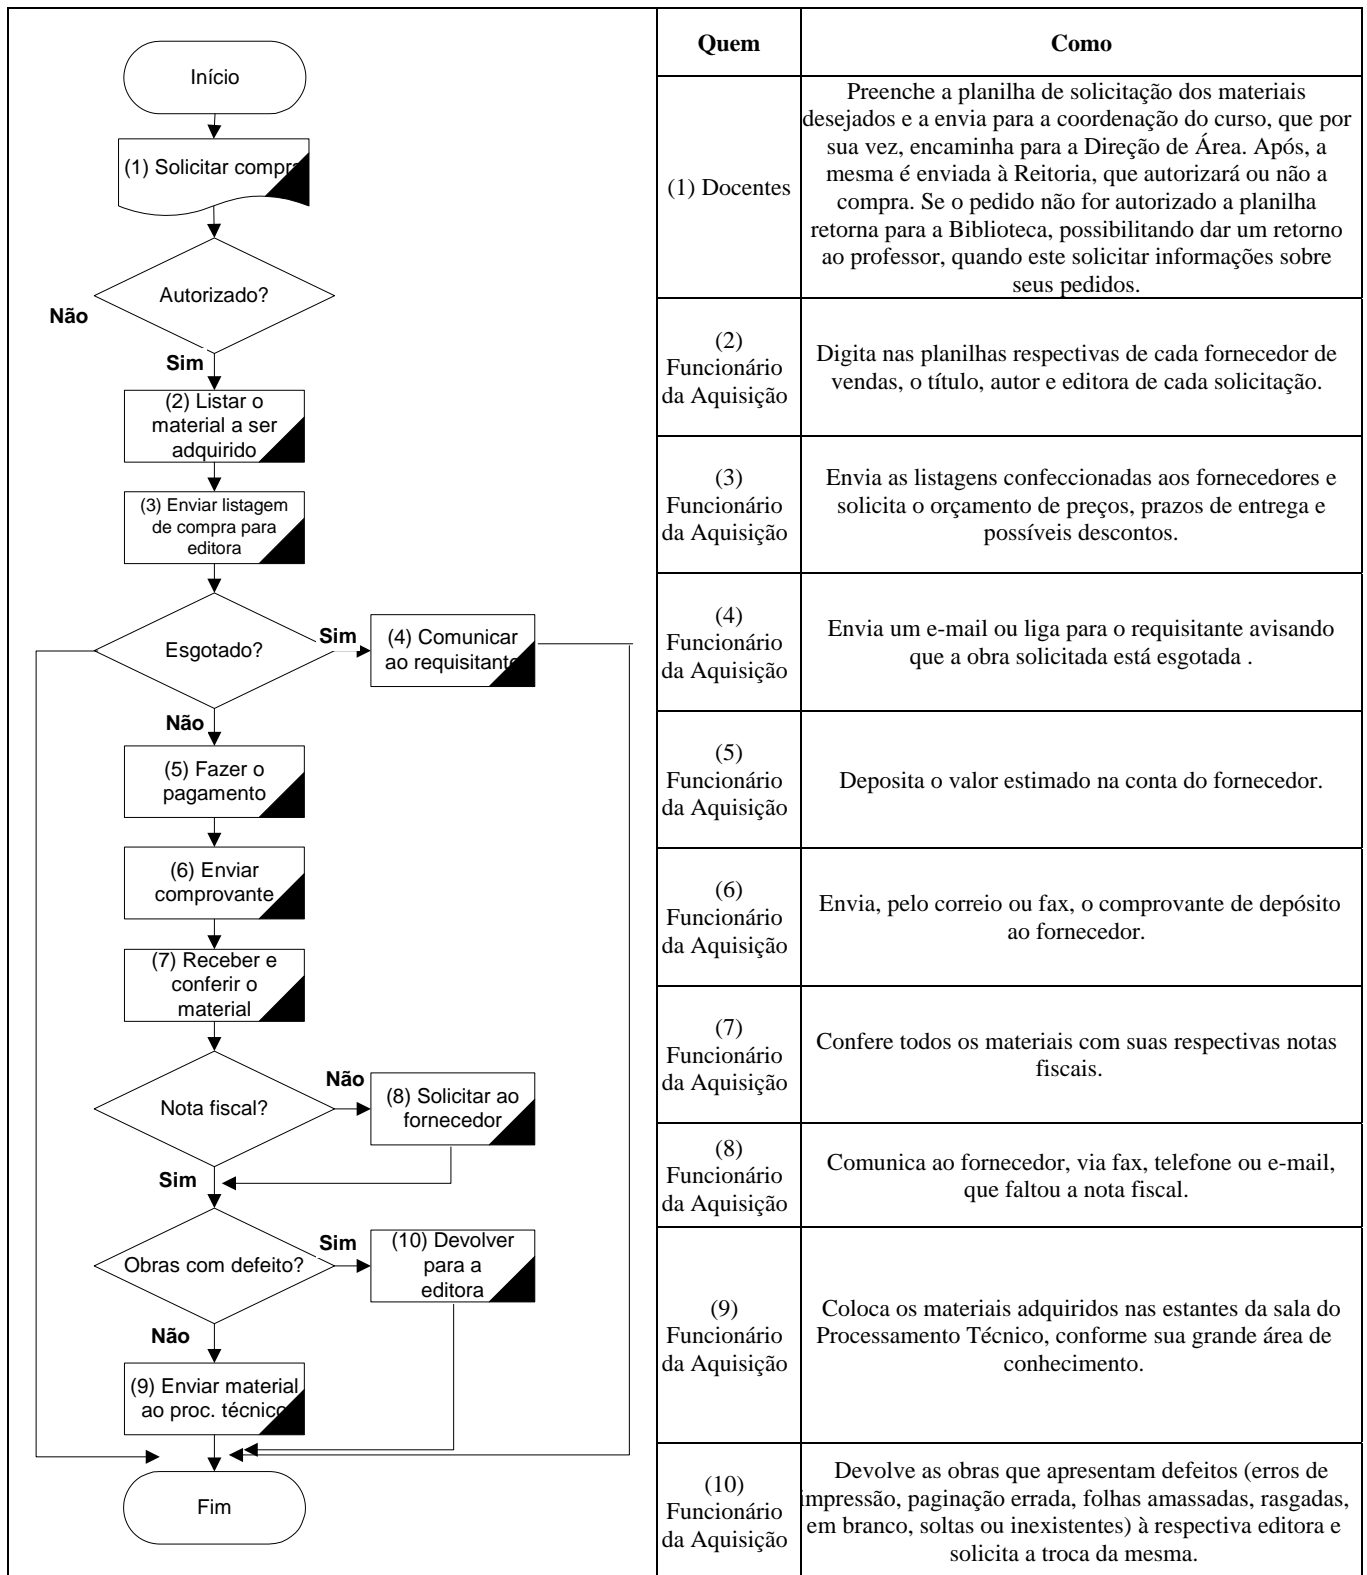 Início
(1) Solicitar compra
Autorizado?
Não
Sim
(2) Listar o
material a ser
adquirido
(3) Enviar listagem
de compra para
editora
Esgotado?
Sim
(4) Comunicar
ao requisitante
Não
(5) Fazer o
pagamento
(6) Enviar
comprovante
(7) Receber e
conferir o
material
Nota fiscal?
Não
(8) Solicitar ao
fornecedor
Sim
Obras com defeito?
Sim
(10) Devolver
para a
editora
Não
(9) Enviar material
ao proc. técnico
Fim
Quem
Como
(1) Docentes
Preenche a planilha de solicitação dos materiais
desejados e a envia para a coordenação do curso, que por
sua vez, encaminha para a Direção de Área. Após, a
mesma é enviada à Reitoria, que autorizará ou não a
compra. Se o pedido não for autorizado a planilha
retorna para a Biblioteca, possibilitando dar um retorno
ao professor, quando este solicitar informações sobre
seus pedidos.
(2)
Funcionário
da Aquisição
Digita nas planilhas respectivas de cada fornecedor de
vendas, o título, autor e editora de cada solicitação.
(3)
Funcionário
da Aquisição
Envia as listagens confeccionadas aos fornecedores e
solicita o orçamento de preços, prazos de entrega e
possíveis descontos.
(4)
Funcionário
da Aquisição
Envia um e-mail ou liga para o requisitante avisando
que a obra solicitada está esgotada .
(5)
Funcionário
da Aquisição
Deposita o valor estimado na conta do fornecedor.
(6)
Funcionário
da Aquisição
Envia, pelo correio ou fax, o comprovante de depósito
ao fornecedor.
(7)
Funcionário
da Aquisição
Confere todos os materiais com suas respectivas notas
fiscais.
(8)
Funcionário
da Aquisição
Comunica ao fornecedor, via fax, telefone ou e-mail,
que faltou a nota fiscal.
(9)
Funcionário
da Aquisição
Coloca os materiais adquiridos nas estantes da sala do
Processamento Técnico, conforme sua grande área de
conhecimento.
(10)
Funcionário
da Aquisição
Devolve as obras que apresentam defeitos (erros de
impressão, paginação errada, folhas amassadas, rasgadas,
em branco, soltas ou inexistentes) à respectiva editora e
solicita a troca da mesma.